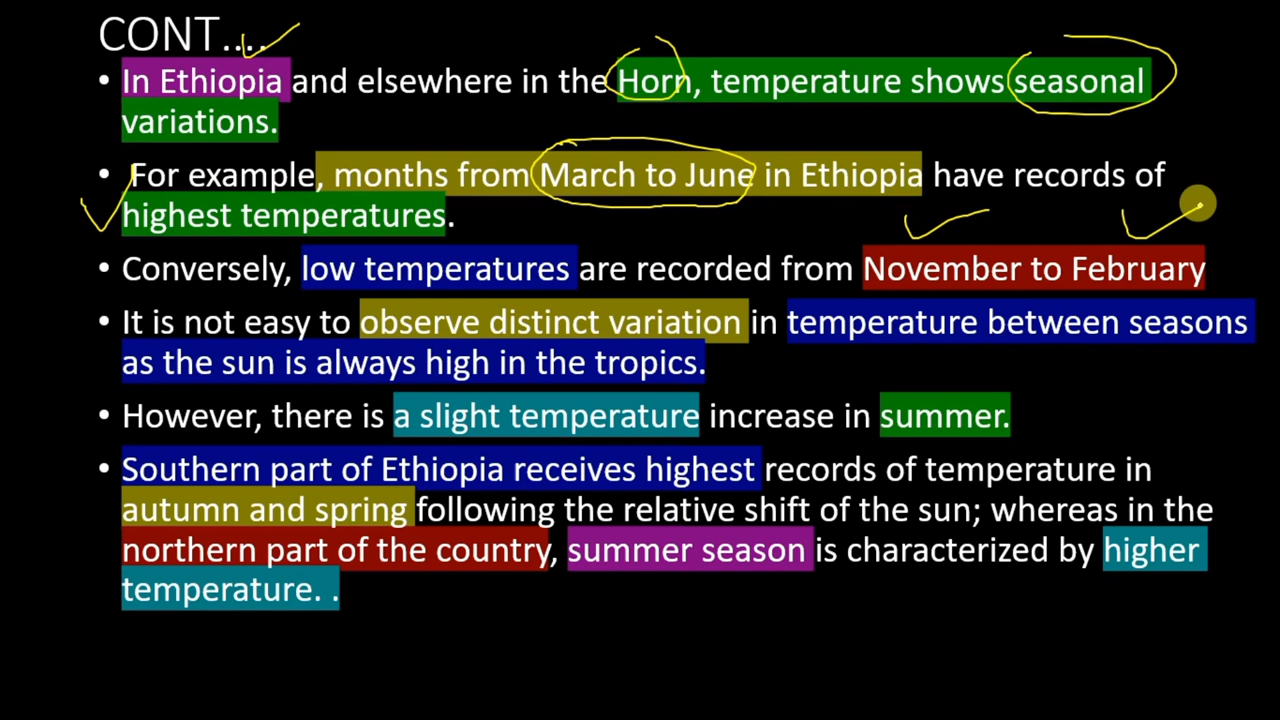 CONT....
• In Ethiopia and elsewhere in the Horn, temperature shows seasonal
variations.
• For example, months from March to June in Ethiopia have records of
highest temperatures.
• Conversely, low temperatures are recorded from November to February
• It is not easy to observe distinct variation in temperature between seasons
as the sun is always high in the tropics.
• However, there is a slight temperature increase in summer.
• Southern part of Ethiopia receives highest records of temperature in
autumn and spring following the relative shift of the sun; whereas in the
northern part of the country, summer season is characterized by higher
temperature. .